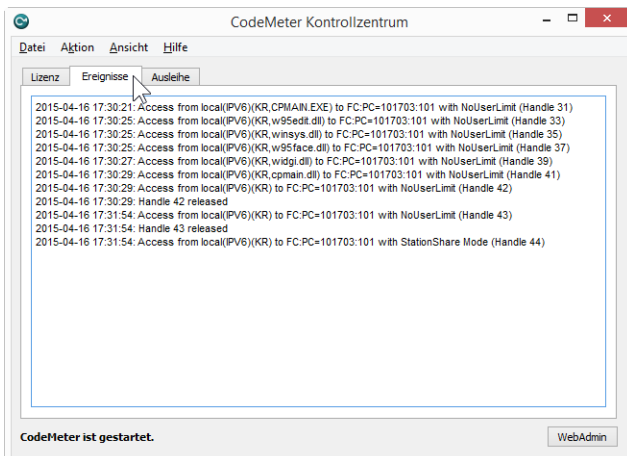 CodeMeter Kontrollzentrum
Datei Aktion Ansicht Hilfe
Lizenz Ereignisse Ausleihe
2015-04-16 17:30:21: Access from local(IPV6)(KR,CPMAIN.EXE) to FC:PC=101703:101 with NoUserLimit (Handle 31)
2015-04-16 17:30:25: Access from local(IPV6)(KR,w95edit.dll) to FC:PC=101703:101 with NoUserLimit (Handle 33)
2015-04-16 17:30:25: Access from local(IPV6)(KR,winsys.dll) to FC:PC=101703:101 with NoUserLimit (Handle 35)
2015-04-16 17:30:25: Access from local(IPV6)(KR,w95face.dll) to FC:PC=101703:101 with NoUserLimit (Handle 37)
2015-04-16 17:30:27: Access from local(IPV6)(KR,widgi.dll) to FC:PC=101703:101 with NoUserLimit (Handle 39)
2015-04-16 17:30:29: Access from local(IPV6)(KR,cpmain.dll) to FC:PC=101703:101 with NoUserLimit (Handle 41)
2015-04-16 17:30:29: Access from local(IPV6)(KR) to FC:PC=101703:101 with NoUserLimit (Handle 42)
2015-04-16 17:30:29: Handle 42 released
2015-04-16 17:31:54: Access from local(IPV6)(KR) to FC:PC=101703:101 with NoUserLimit (Handle 43)
2015-04-16 17:31:54: Handle 43 released
2015-04-16 17:31:54: Access from local(IPV6)(KR) to FC:PC=101703:101 with StationShare Mode (Handle 44)
CodeMeter ist gestartet.
WebAdmin